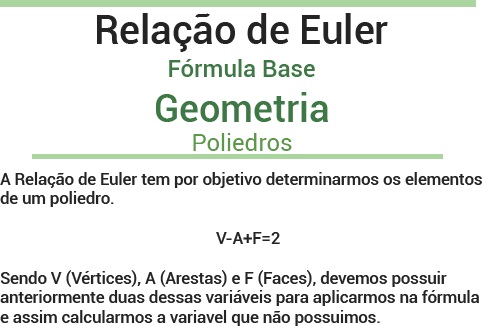 Relação de Euler
Fórmula Base
Geometria
Poliedros
A Relação de Euler tem por objetivo determinarmos os elementos
de um poliedro.
V-A+F=2
Sendo V (Vértices), A (Arestas) e F (Faces), devemos possuir
anteriormente duas dessas variáveis para aplicarmos na fórmula
e assim calcularmos a variavel que não possuimos.